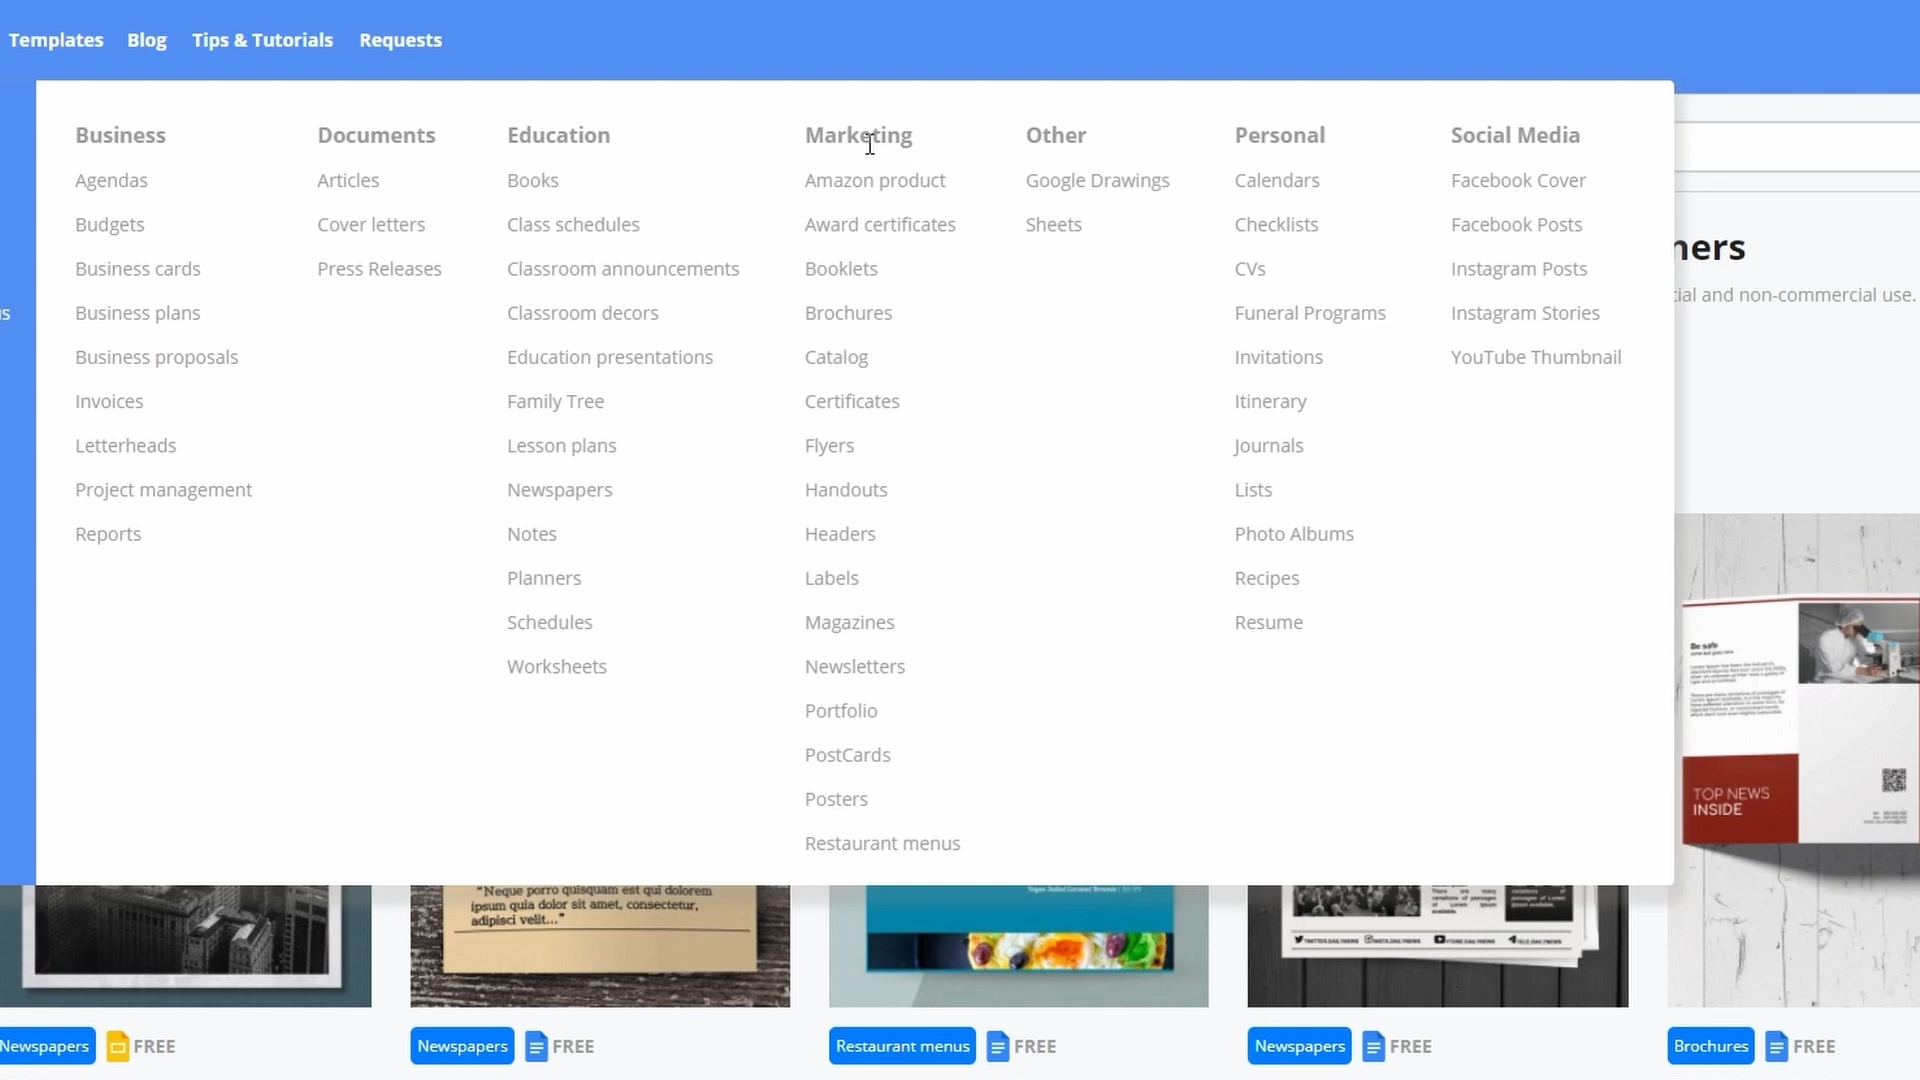 Templates Blog Tips & Tutorials Requests
Business
Agendas
Budgets
Business cards
Business plans
Business proposals
Invoices
Letterheads
Project management
Reports
Documents
Articles
Cover letters
Press Releases
Education
Books
Class schedules
Classroom announcements
Classroom decors
Education presentations
Family Tree
Lesson plans
Newspapers
Notes
Planners
Schedules
Worksheets
Marketing
Amazon product
Award certificates
Booklets
Brochures
Catalog
Certificates
Flyers
Handouts
Headers
Labels
Magazines
Newsletters
Portfolio
PostCards
Posters
Restaurant menus
Other
Google Drawings
Sheets
Personal
Calendars
Checklists
CVs
Funeral Programs
Invitations
Itinerary
Journals
Lists
Photo Albums
Recipes
Resume
Social Media
Facebook Cover
Facebook Posts
Instagram Posts
Instagram Stories
YouTube Thumbnail
ners
cial and non-commercial use.
Be safe
TOP NEWS
INSIDE
"Neque porro quisquam est qui dolorem
ipsum quia dolor sit amet, consectetur,
adipisci velit..."
Newspapers FREE
Newspapers FREE
Restaurant menus FREE
Newspapers FREE
Brochures FREE